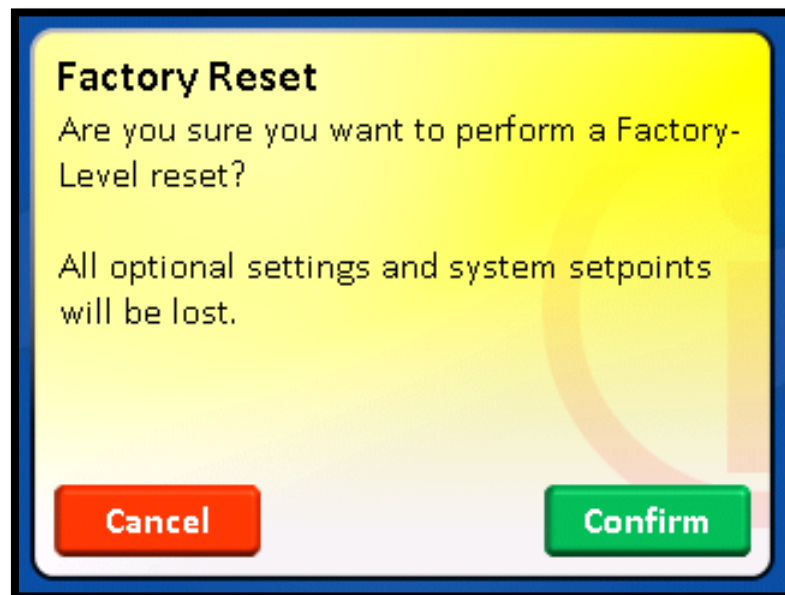 Factory Reset
Are you sure you want to perform a Factory-
Level reset?
All optional settings and system setpoints
will be lost.
Cancel
Confirm